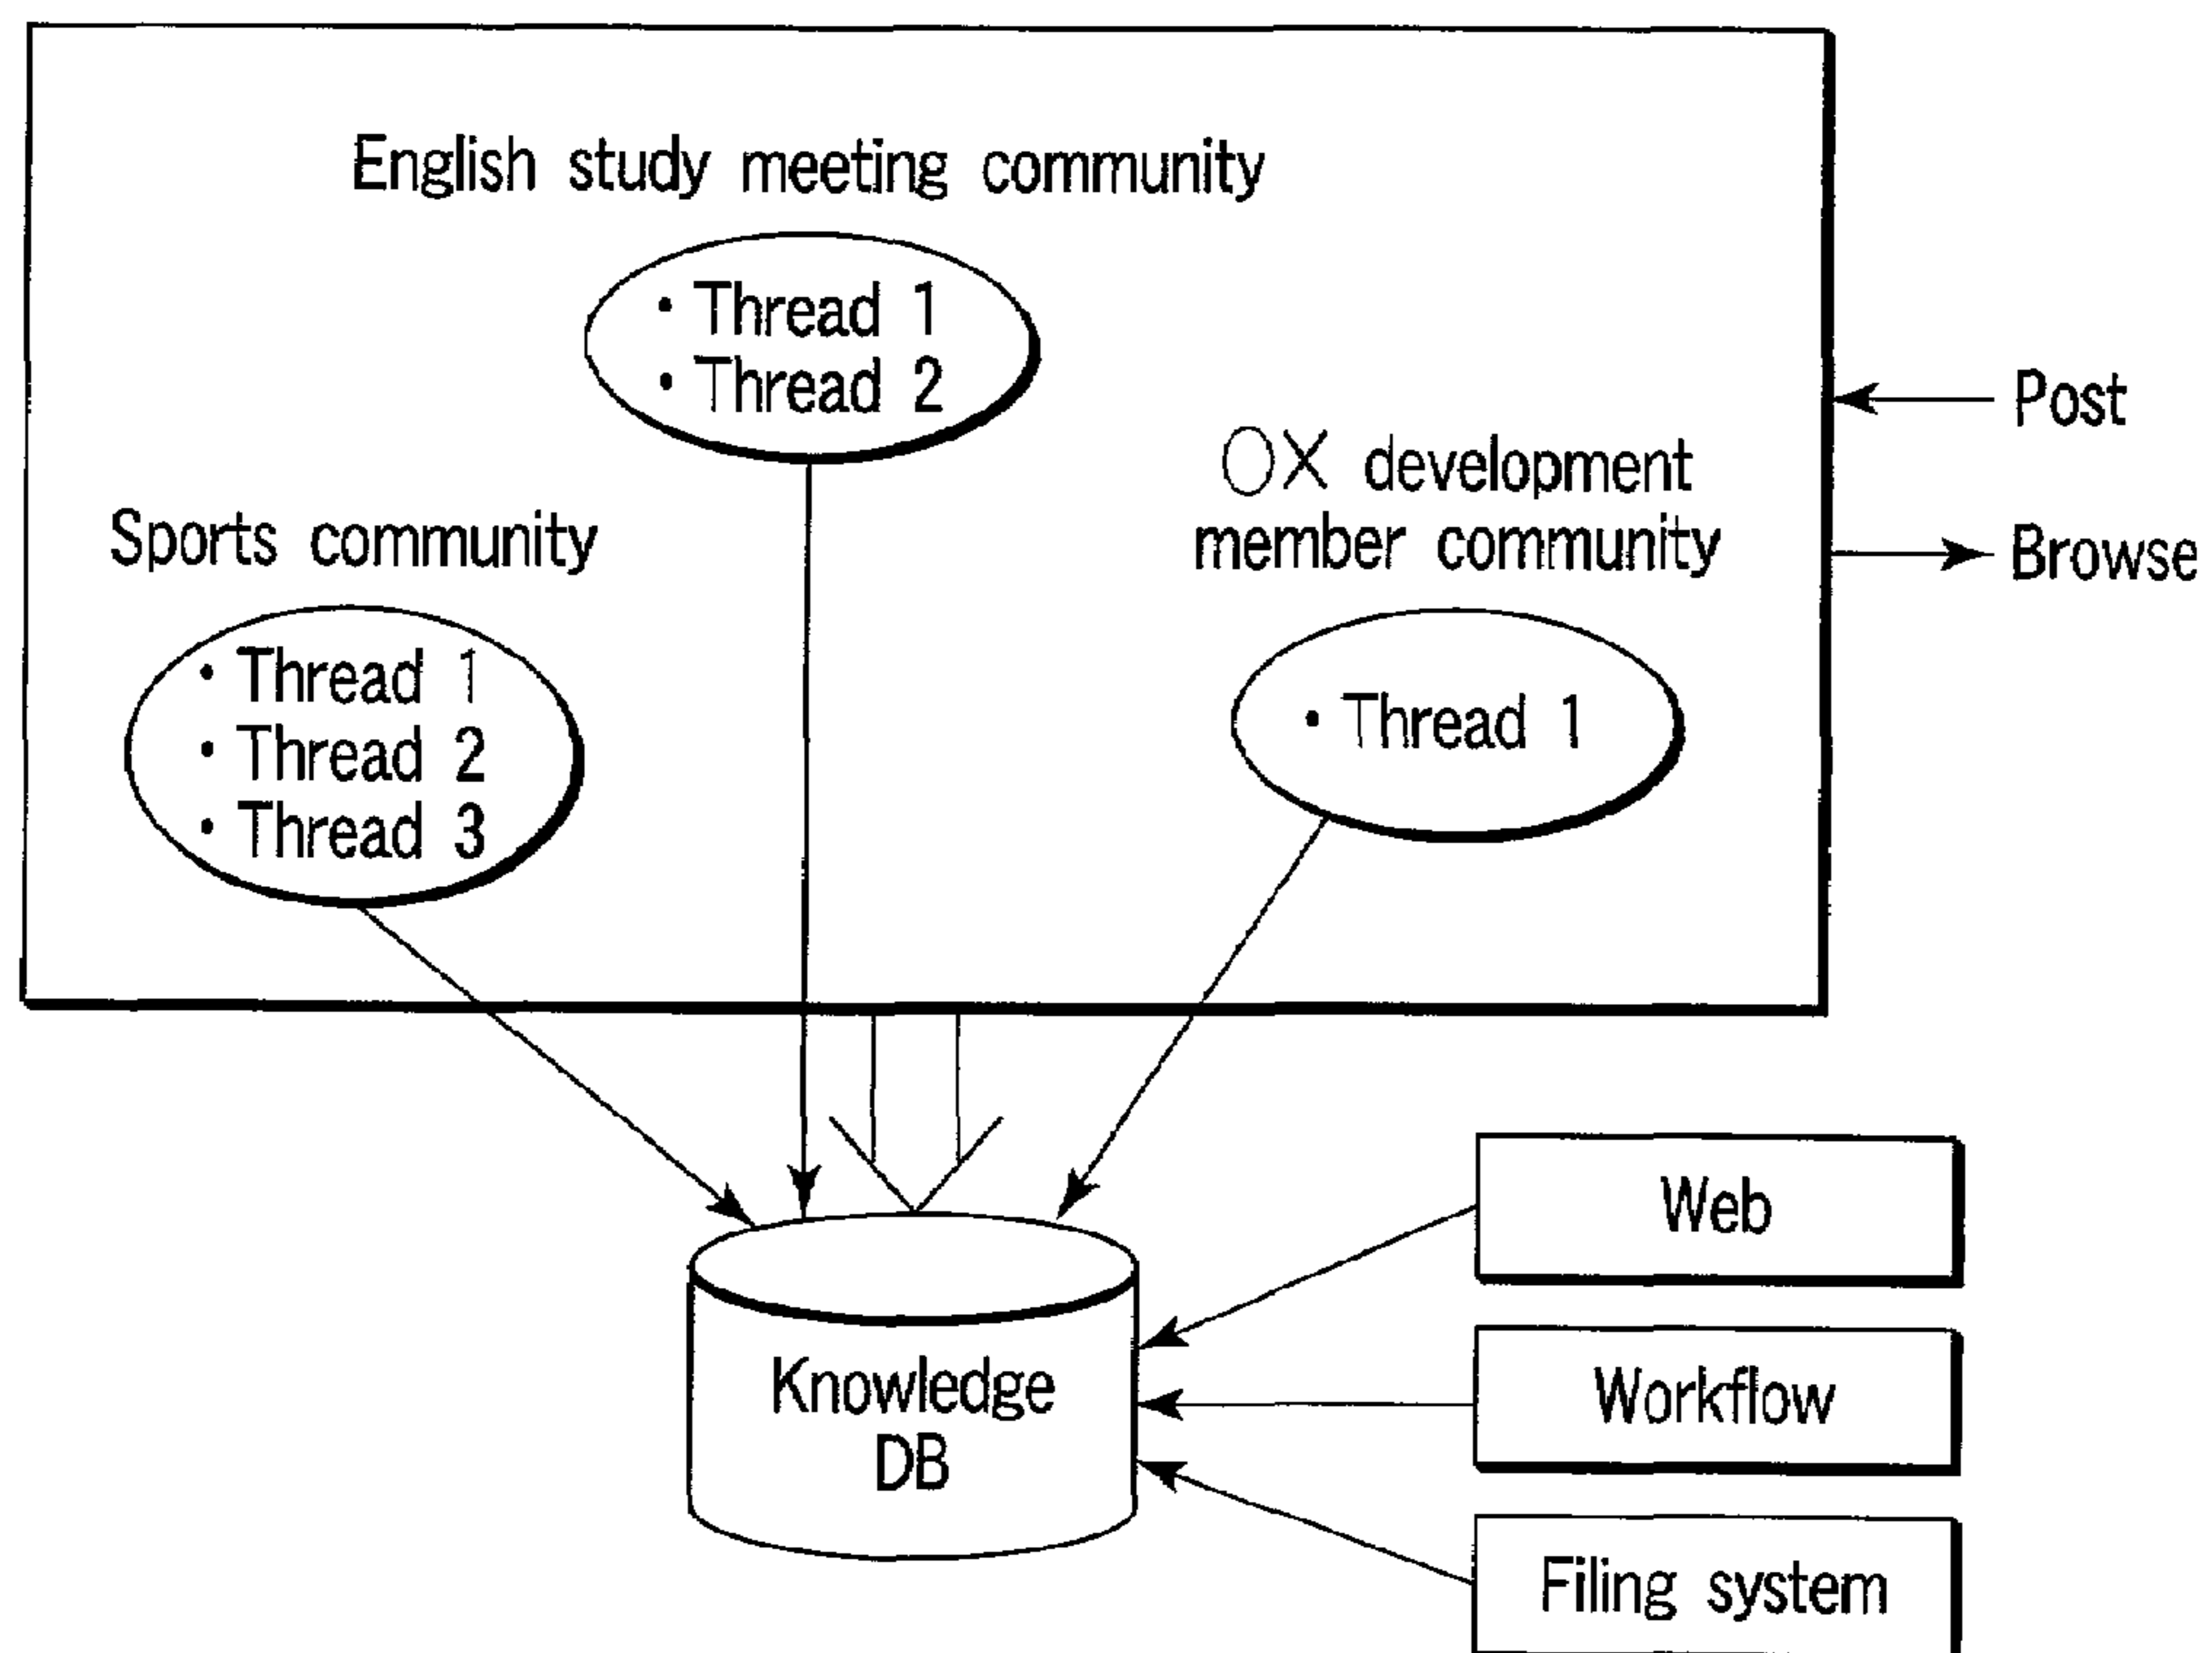 English study meeting community
• Thread 1
• Thread 2
Post
○× development
member community
Browse
Sports community
• Thread 1
• Thread 2
• Thread 3
• Thread 1
Web
Workflow
Knowledge
DB
Filing system